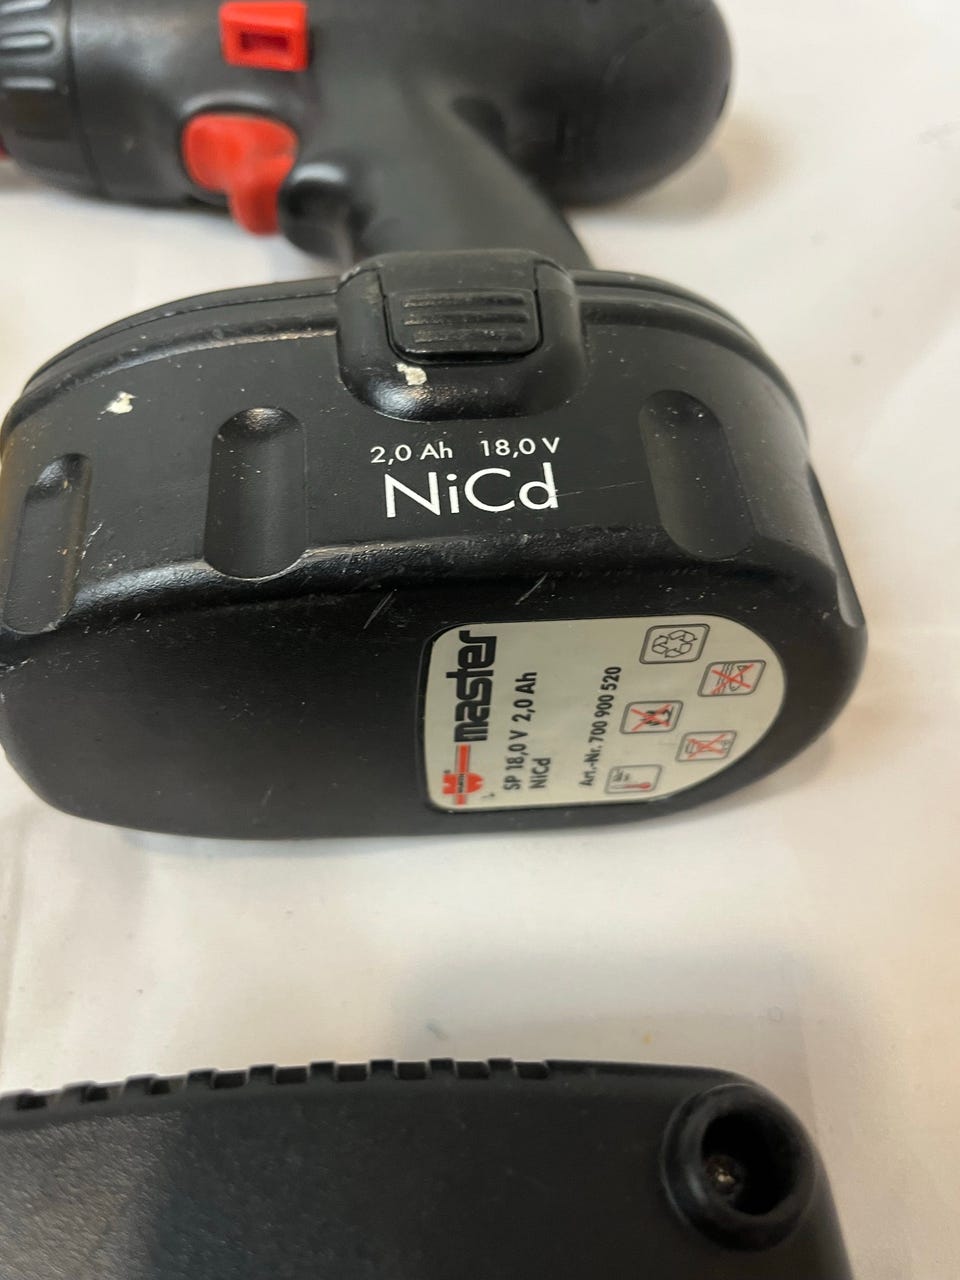 2,0 Ah 18,0 V
NiCd
WÜRTH master
SP 18,0 V 2,0 Ah
NiCd
Art.-Nr. 700 900 520